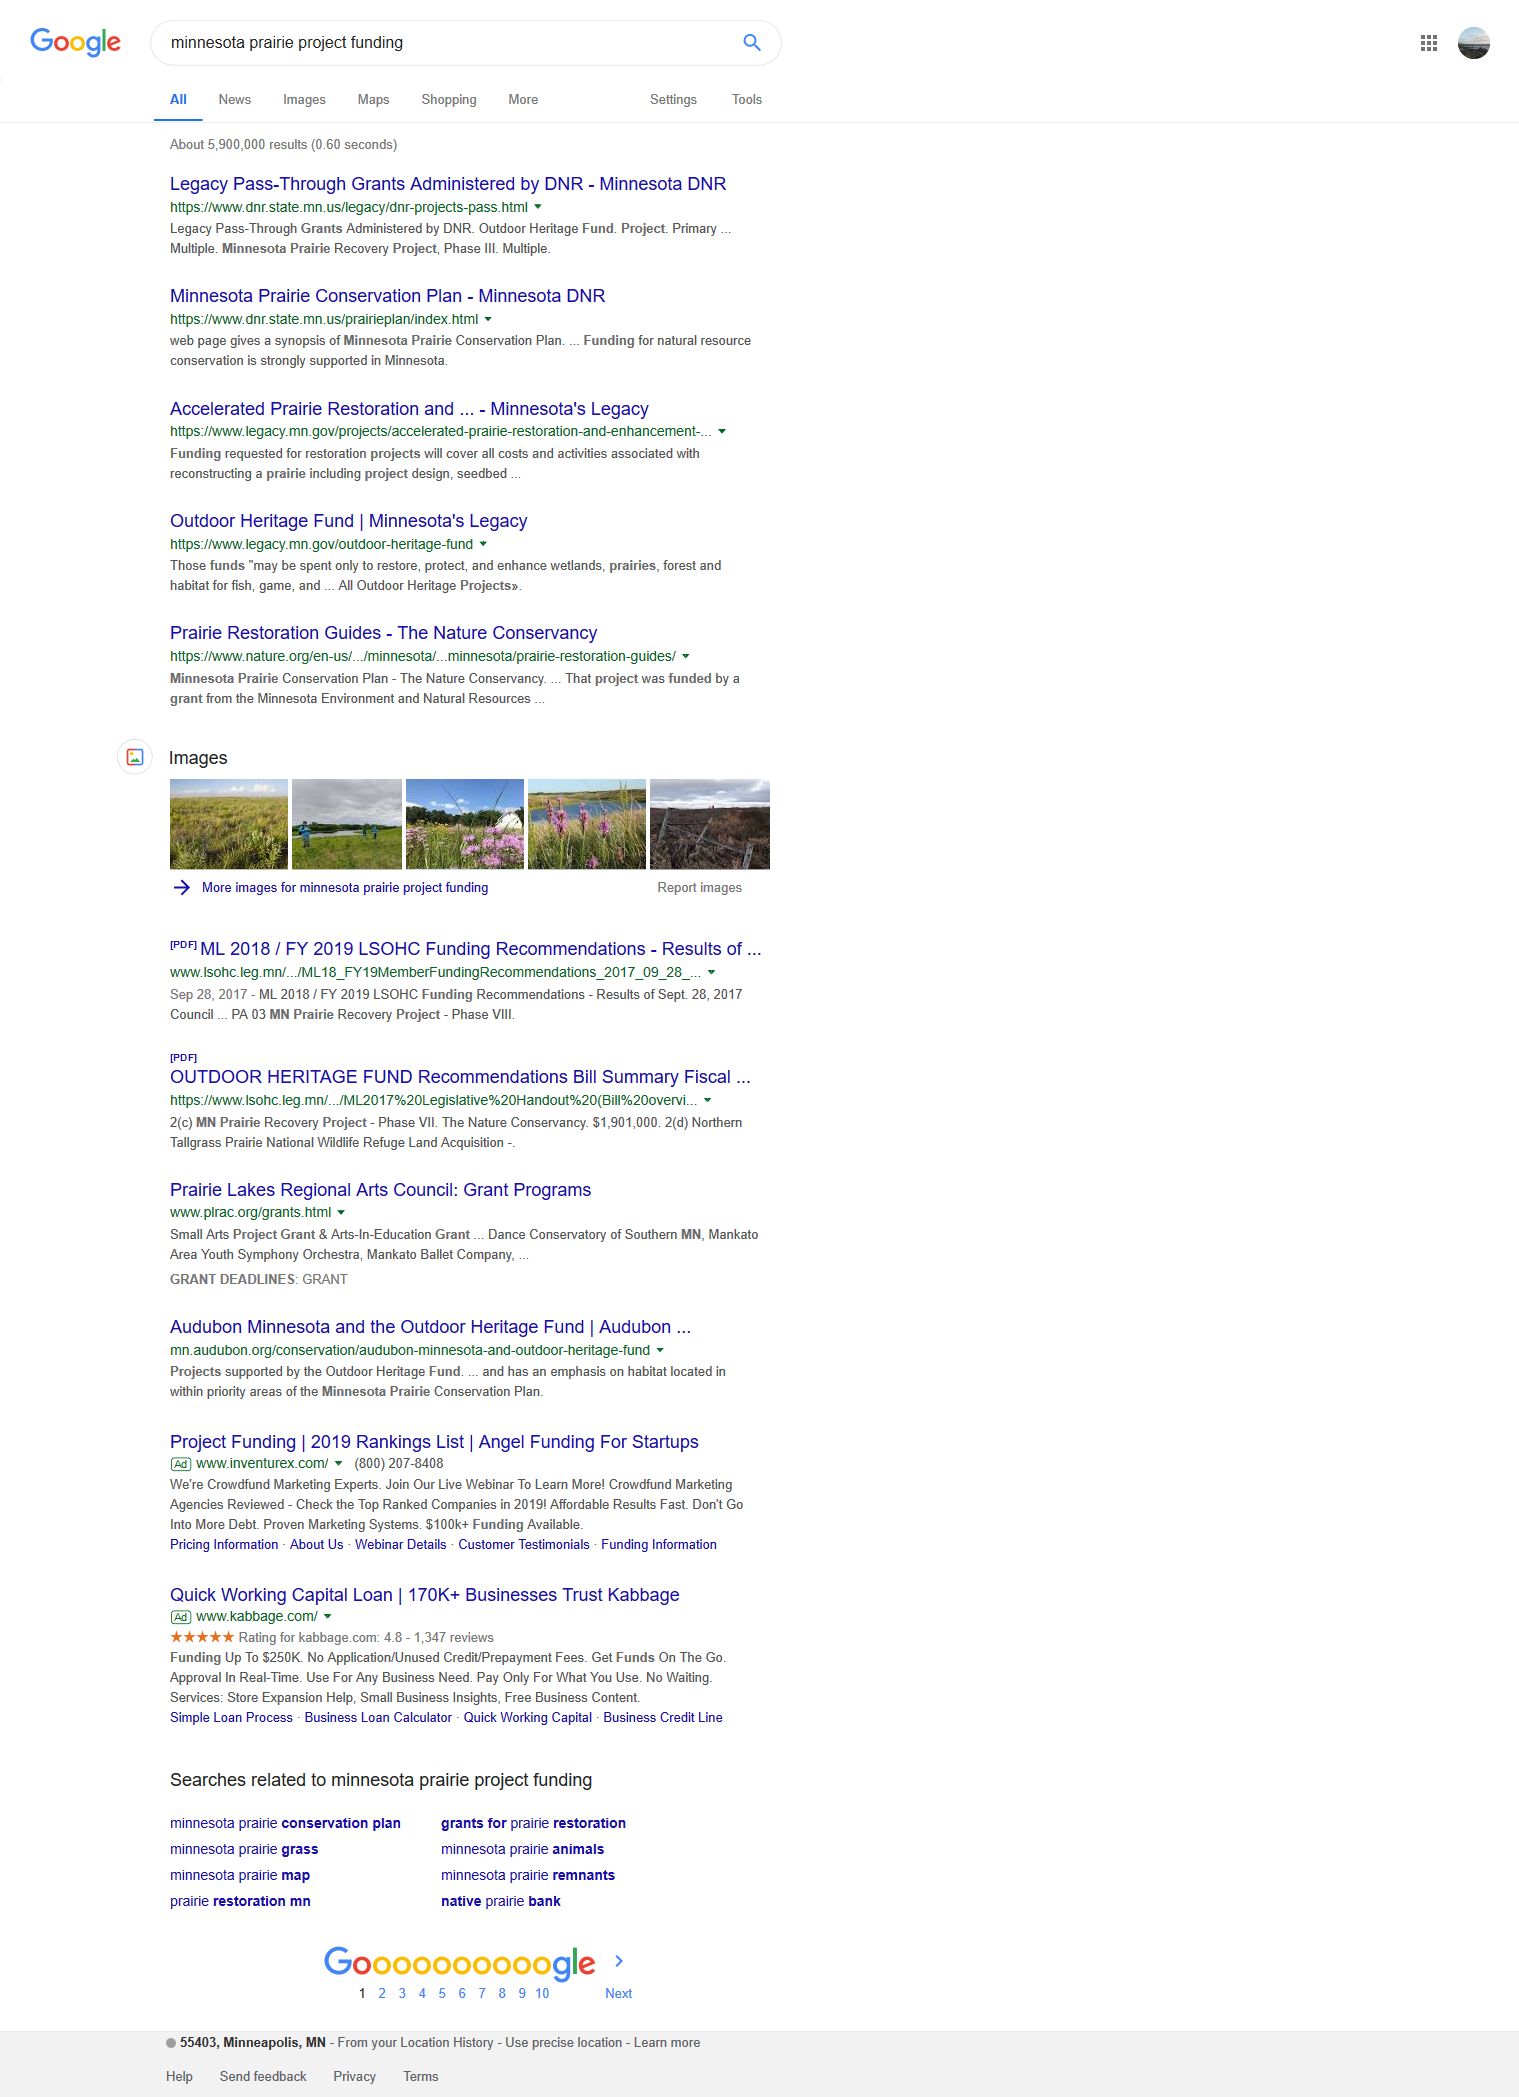 Google
minnesota prairie project funding
All News Images Maps Shopping More Settings Tools
About 5,900,000 results (0.60 seconds)
Legacy Pass-Through Grants Administered by DNR - Minnesota DNR
https://www.dnr.state.mn.us/legacy/dnr-projects-pass.html
Legacy Pass-Through Grants Administered by DNR. Outdoor Heritage Fund. Project. Primary ...
Multiple. Minnesota Prairie Recovery Project, Phase III. Multiple.
Minnesota Prairie Conservation Plan - Minnesota DNR
https://www.dnr.state.mn.us/prairieplan/index.html
web page gives a synopsis of Minnesota Prairie Conservation Plan. ... Funding for natural resource
conservation is strongly supported in Minnesota.
Accelerated Prairie Restoration and ... - Minnesota's Legacy
https://www.legacy.mn.gov/projects/accelerated-prairie-restoration-and-enhancement-...
Funding requested for restoration projects will cover all costs and activities associated with
reconstructing a prairie including project design, seedbed ...
Outdoor Heritage Fund | Minnesota's Legacy
https://www.legacy.mn.gov/outdoor-heritage-fund
Those funds "may be spent only to restore, protect, and enhance wetlands, prairies, forest and
habitat for fish, game, and ... All Outdoor Heritage Projects».
Prairie Restoration Guides - The Nature Conservancy
https://www.nature.org/en-us/.../minnesota/...minnesota/prairie-restoration-guides/
Minnesota Prairie Conservation Plan - The Nature Conservancy. ... That project was funded by a
grant from the Minnesota Environment and Natural Resources ...
Images
More images for minnesota prairie project funding Report images
[PDF] ML 2018 / FY 2019 LSOHC Funding Recommendations - Results of ...
www.lsohc.leg.mn/.../ML18_FY19MemberFundingRecommendations_2017_09_28_...
Sep 28, 2017 - ML 2018 / FY 2019 LSOHC Funding Recommendations - Results of Sept. 28, 2017
Council ... PA 03 MN Prairie Recovery Project - Phase VIII.
[PDF]
OUTDOOR HERITAGE FUND Recommendations Bill Summary Fiscal ...
https://www.lsohc.leg.mn/.../ML2017%20Legislative%20Handout%20(Bill%20overvi...
2(c) MN Prairie Recovery Project - Phase VII. The Nature Conservancy. $1,901,000. 2(d) Northern
Tallgrass Prairie National Wildlife Refuge Land Acquisition -.
Prairie Lakes Regional Arts Council: Grant Programs
www.plrac.org/grants.html
Small Arts Project Grant & Arts-In-Education Grant ... Dance Conservatory of Southern MN, Mankato
Area Youth Symphony Orchestra, Mankato Ballet Company, ...
GRANT DEADLINES: GRANT
Audubon Minnesota and the Outdoor Heritage Fund | Audubon ...
mn.audubon.org/conservation/audubon-minnesota-and-outdoor-heritage-fund
Projects supported by the Outdoor Heritage Fund. ... and has an emphasis on habitat located in
within priority areas of the Minnesota Prairie Conservation Plan.
Project Funding | 2019 Rankings List | Angel Funding For Startups
Ad www.inventurex.com/ (800) 207-8408
We're Crowdfund Marketing Experts. Join Our Live Webinar To Learn More! Crowdfund Marketing
Agencies Reviewed - Check the Top Ranked Companies in 2019! Affordable Results Fast. Don't Go
Into More Debt. Proven Marketing Systems. $100k+ Funding Available.
Pricing Information · About Us · Webinar Details · Customer Testimonials · Funding Information
Quick Working Capital Loan | 170K+ Businesses Trust Kabbage
Ad www.kabbage.com/
★★★★★ Rating for kabbage.com: 4.8 - 1,347 reviews
Funding Up To $250K. No Application/Unused Credit/Prepayment Fees. Get Funds On The Go.
Approval In Real-Time. Use For Any Business Need. Pay Only For What You Use. No Waiting.
Services: Store Expansion Help, Small Business Insights, Free Business Content.
Simple Loan Process · Business Loan Calculator · Quick Working Capital · Business Credit Line
Searches related to minnesota prairie project funding
minnesota prairie conservation plan grants for prairie restoration
minnesota prairie grass minnesota prairie animals
minnesota prairie map minnesota prairie remnants
prairie restoration mn native prairie bank
Goooooooooogle
1 2 3 4 5 6 7 8 9 10 Next
55403, Minneapolis, MN - From your Location History - Use precise location - Learn more
Help Send feedback Privacy Terms